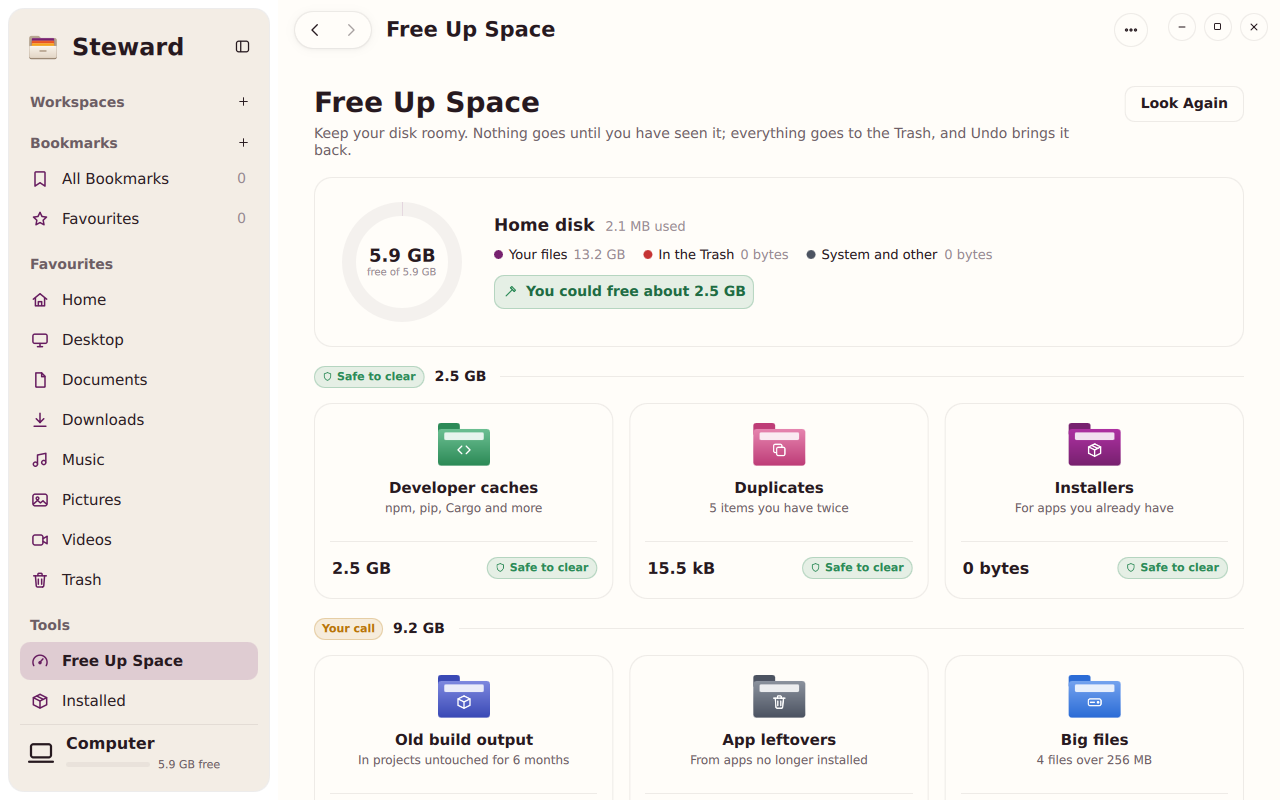 Steward
Workspaces
Bookmarks
All Bookmarks 0
Favourites 0
Favourites
Home
Desktop
Documents
Downloads
Music
Pictures
Videos
Trash
Tools
Free Up Space
Installed
Computer
5.9 GB free
Free Up Space
Free Up Space
Look Again
Keep your disk roomy. Nothing goes until you have seen it; everything goes to the Trash, and Undo brings it
back.
5.9 GB
free of 5.9 GB
Home disk 2.1 MB used
Your files 13.2 GB In the Trash 0 bytes System and other 0 bytes
You could free about 2.5 GB
Safe to clear 2.5 GB
Developer caches
npm, pip, Cargo and more
2.5 GB Safe to clear
Duplicates
5 items you have twice
15.5 kB Safe to clear
Installers
For apps you already have
0 bytes Safe to clear
Your call 9.2 GB
Old build output
In projects untouched for 6 months
App leftovers
From apps no longer installed
Big files
4 files over 256 MB